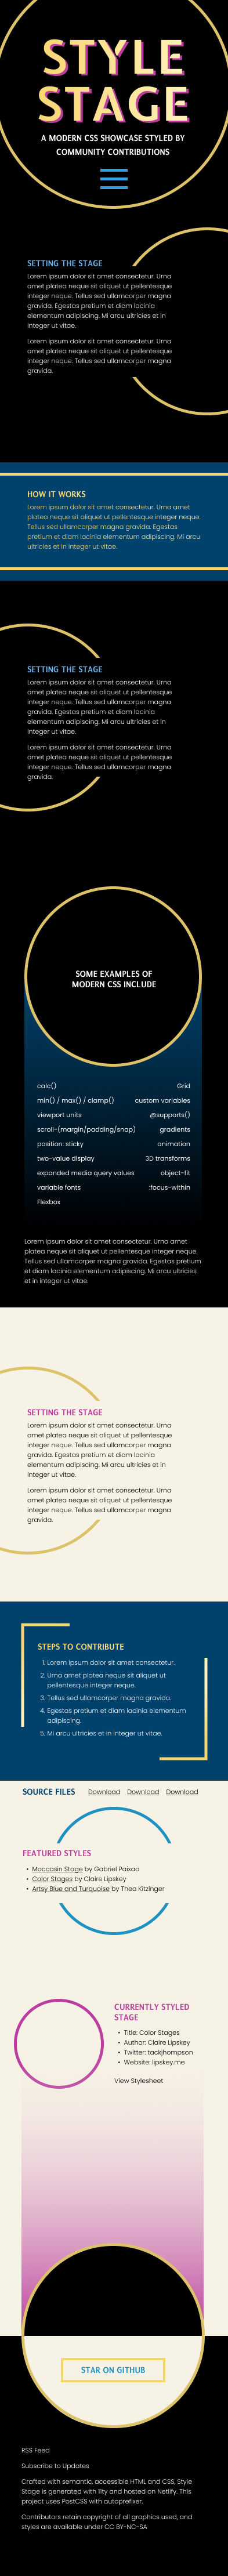 STYLE
STAGE
A MODERN CSS SHOWCASE STYLED BY
COMMUNITY CONTRIBUTIONS
SETTING THE STAGE
Lorem ipsum dolor sit amet consectetur. Urna
amet platea neque sit aliquet ut pellentesque
integer neque. Tellus sed ullamcorper magna
gravida. Egestas pretium et diam lacinia
elementum adipiscing. Mi arcu ultricies et in
integer ut vitae.
Lorem ipsum dolor sit amet consectetur. Urna
amet platea neque sit aliquet ut pellentesque
integer neque. Tellus sed ullamcorper magna
gravida.
HOW IT WORKS
Lorem ipsum dolor sit amet consectetur. Urna amet
platea neque sit aliquet ut pellentesque integer neque.
Tellus sed ullamcorper magna gravida. Egestas
pretium et diam lacinia elementum adipiscing. Mi arcu
ultricies et in integer ut vitae.
SETTING THE STAGE
Lorem ipsum dolor sit amet consectetur. Urna
amet platea neque sit aliquet ut pellentesque
integer neque. Tellus sed ullamcorper magna
gravida. Egestas pretium et diam lacinia
elementum adipiscing. Mi arcu ultricies et in
integer ut vitae.
Lorem ipsum dolor sit amet consectetur. Urna
amet platea neque sit aliquet ut pellentesque
integer neque. Tellus sed ullamcorper magna
gravida.
SOME EXAMPLES OF
MODERN CSS INCLUDE
calc() Grid
min() / max() / clamp() custom variables
viewport units @supports()
scroll-(margin/padding/snap) gradients
position: sticky animation
two-value display 3D transforms
expanded media query values object-fit
variable fonts :focus-within
Flexbox
Lorem ipsum dolor sit amet consectetur. Urna amet
platea neque sit aliquet ut pellentesque integer neque.
Tellus sed ullamcorper magna gravida. Egestas pretium
et diam lacinia elementum adipiscing. Mi arcu ultricies
et in integer ut vitae.
SETTING THE STAGE
Lorem ipsum dolor sit amet consectetur. Urna
amet platea neque sit aliquet ut pellentesque
integer neque. Tellus sed ullamcorper magna
gravida. Egestas pretium et diam lacinia
elementum adipiscing. Mi arcu ultricies et in
integer ut vitae.
Lorem ipsum dolor sit amet consectetur. Urna
amet platea neque sit aliquet ut pellentesque
integer neque. Tellus sed ullamcorper magna
gravida.
STEPS TO CONTRIBUTE
1. Lorem ipsum dolor sit amet consectetur.
2. Urna amet platea neque sit aliquet ut
pellentesque integer neque.
3. Tellus sed ullamcorper magna gravida.
4. Egestas pretium et diam lacinia elementum
adipiscing.
5. Mi arcu ultricies et in integer ut vitae.
SOURCE FILES Download Download Download
FEATURED STYLES
• Moccasin Stage by Gabriel Paixao
• Color Stages by Claire Lipskey
• Artsy Blue and Turquoise by Thea Kitzinger
CURRENTLY STYLED
STAGE
• Title: Color Stages
• Author: Claire Lipskey
• Twitter: tackjhompson
• Website: lipskey.me
View Stylesheet
STAR ON GITHUB
RSS Feed
Subscribe to Updates
Crafted with semantic, accessible HTML and CSS, Style
Stage is generated with 11ty and hosted on Netlify. This
project uses PostCSS with autoprefixer.
Contributors retain copyright of all graphics used, and
styles are available under CC BY-NC-SA